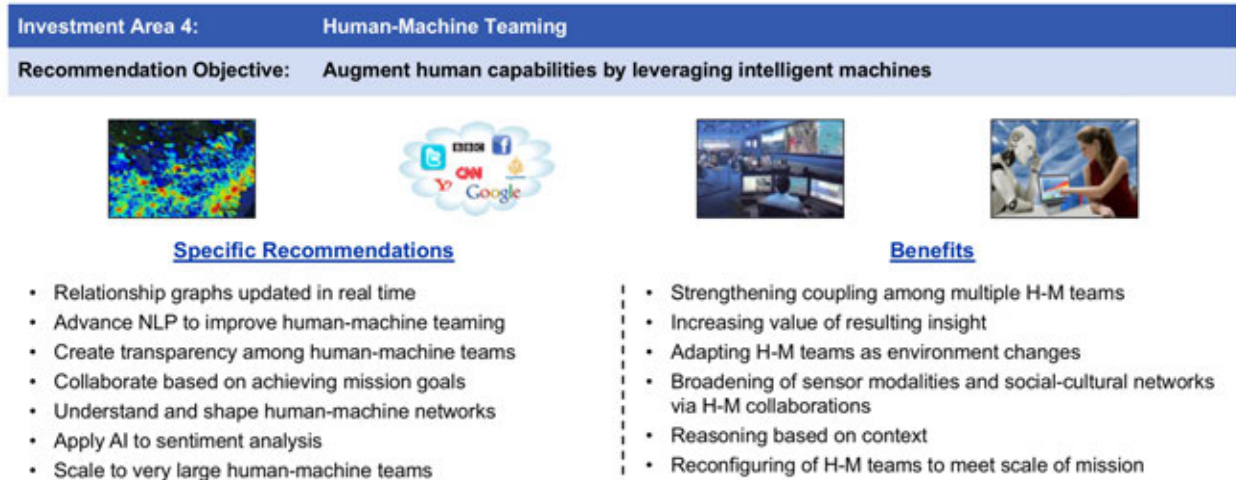 Investment Area 4: Human-Machine Teaming
Recommendation Objective: Augment human capabilities by leveraging intelligent machines
BBC
f
CNN
Y!
Google
Specific Recommendations
• Relationship graphs updated in real time
• Advance NLP to improve human-machine teaming
• Create transparency among human-machine teams
• Collaborate based on achieving mission goals
• Understand and shape human-machine networks
• Apply AI to sentiment analysis
• Scale to very large human-machine teams
Benefits
• Strengthening coupling among multiple H-M teams
• Increasing value of resulting insight
• Adapting H-M teams as environment changes
• Broadening of sensor modalities and social-cultural networks
via H-M collaborations
• Reasoning based on context
• Reconfiguring of H-M teams to meet scale of mission